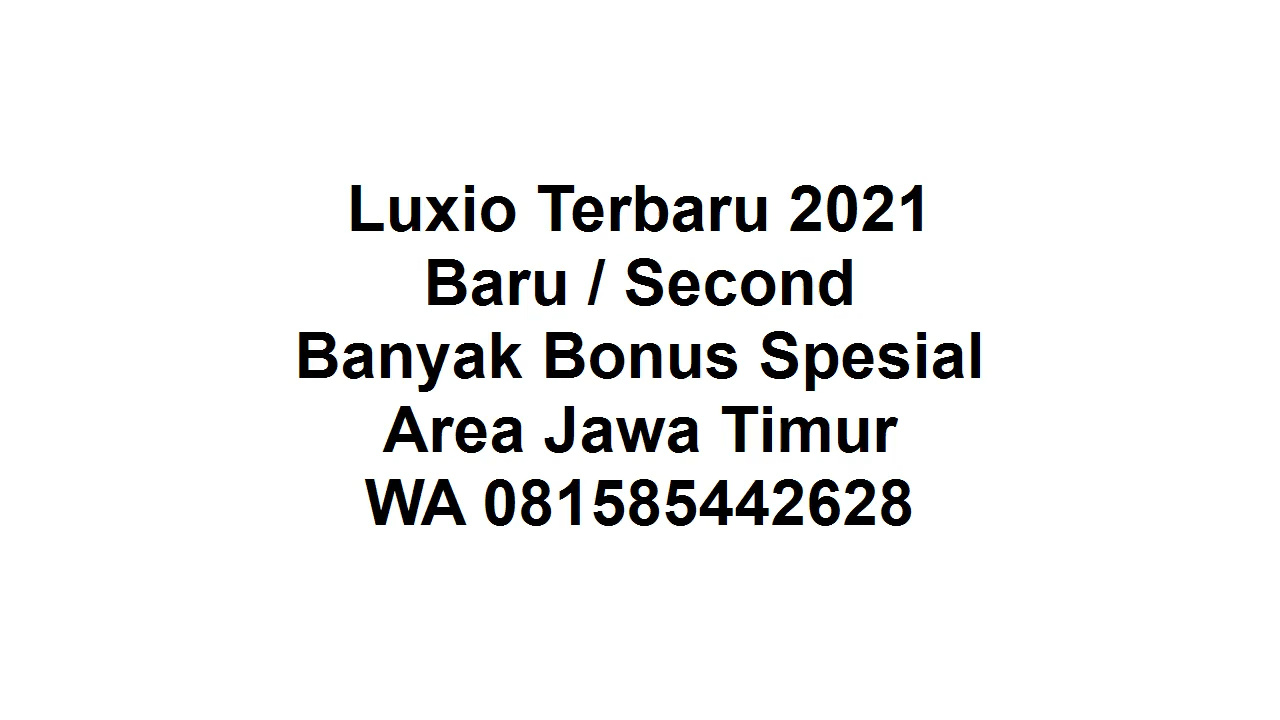 Luxio Terbaru 2021
Baru / Second
Banyak Bonus Spesial
Area Jawa Timur
WA 081585442628